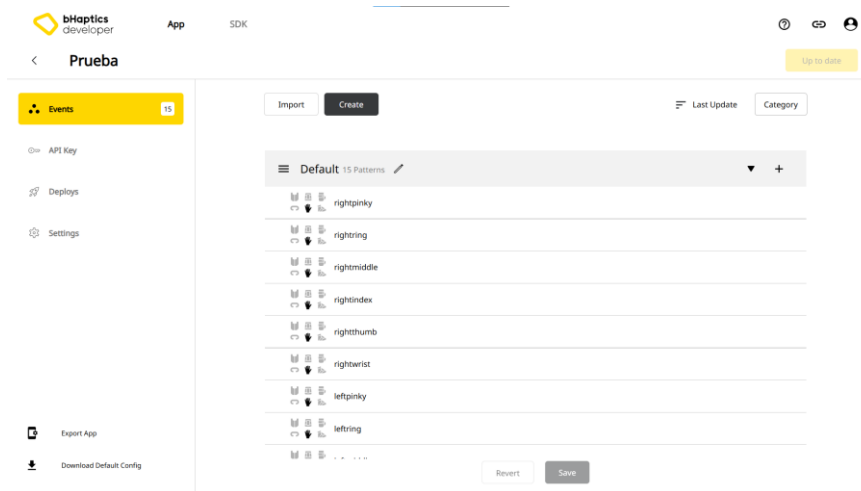 bHaptics
developer
App
SDK
Prueba
Up to date
Events
15
API Key
Deploys
Settings
Export App
Download Default Config
Import
Create
Last Update
Category
Default 15 Patterns
rightpinky
rightring
rightmiddle
rightindex
rightthumb
rightwrist
leftpinky
leftring
Revert
Save